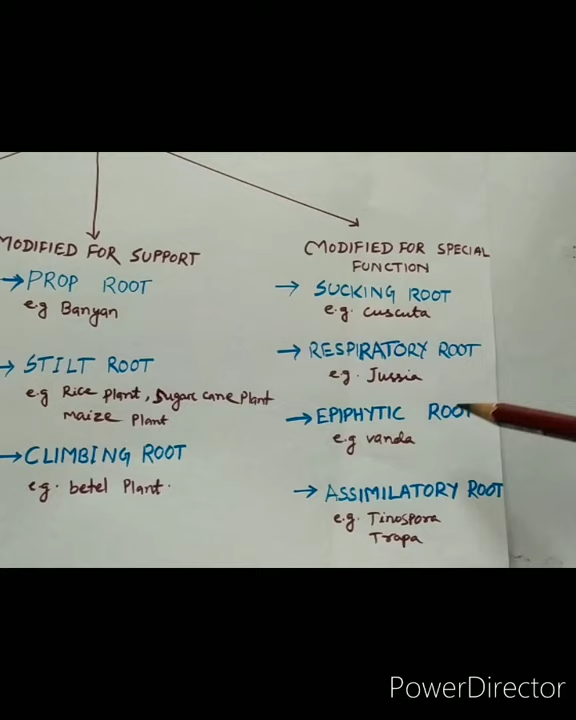 MODIFIED FOR SUPPORT
→ PROP ROOT
e.g Banyan
→ STILT ROOT
e.g Rice plant, Sugar cane plant
maize plant
→ CLIMBING ROOT
e.g. betel Plant.
MODIFIED FOR SPECIAL
FUNCTION
→ SUCKING ROOT
e.g. cuscuta
→ RESPIRATORY ROOT
e.g. Jussia
→ EPIPHYTIC ROOT
e.g vanda
→ ASSIMILATORY ROOT
e.g. Tinospora
Trapa
PowerDirector